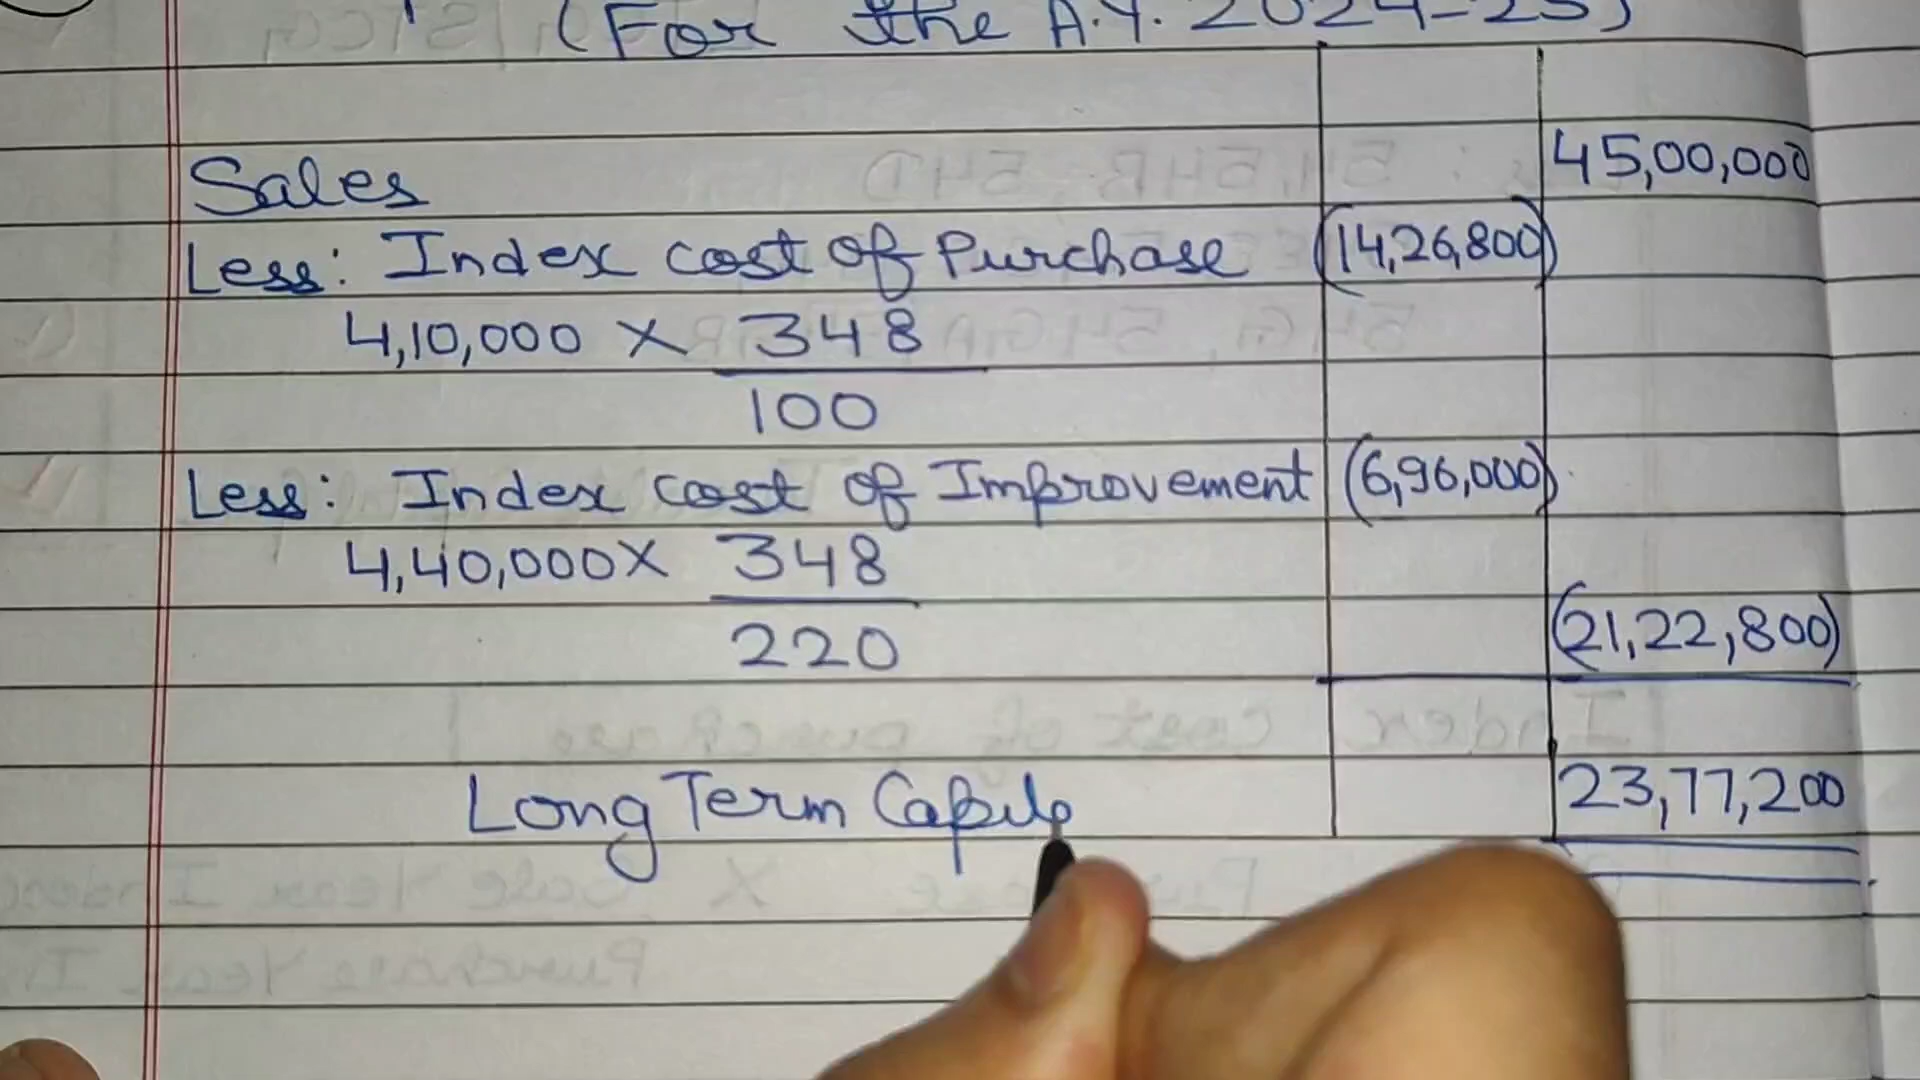 (For the A.Y. 2024-25)
Sales 45,00,000
Less: Index cost of Purchase (14,26,800)
4,10,000 X 348
100
Less: Index cost of Improvement (6,96,000)
4,40,000X 348
220
(21,22,800)
Long Term Capita 23,77,200